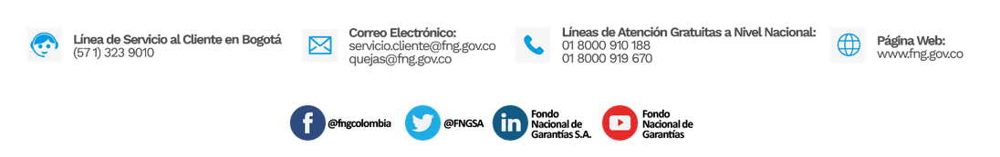 Línea de Servicio al Cliente en Bogotá
(57 1) 323 9010
Correo Electrónico:
servicio.cliente@fng.gov.co
quejas@fng.gov.co
Líneas de Atención Gratuitas a Nivel Nacional:
01 8000 910 188
01 8000 919 670
Página Web:
www.fng.gov.co
@fngcolombia
@FNGSA
Fondo
Nacional de
Garantías S.A.
Fondo
Nacional de
Garantías